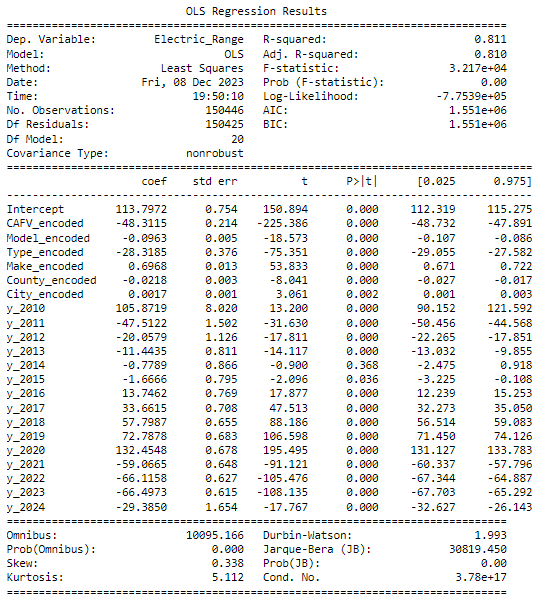 OLS Regression Results
==============================================================================
Dep. Variable: Electric_Range R-squared: 0.811
Model: OLS Adj. R-squared: 0.810
Method: Least Squares F-statistic: 3.217e+04
Date: Fri, 08 Dec 2023 Prob (F-statistic): 0.00
Time: 19:50:10 Log-Likelihood: -7.7539e+05
No. Observations: 150446 AIC: 1.551e+06
Df Residuals: 150425 BIC: 1.551e+06
Df Model: 20
Covariance Type: nonrobust
==================================================================================
coef std err t P>|t| [0.025 0.975]
----------------------------------------------------------------------------------
Intercept 113.7972 0.754 150.894 0.000 112.319 115.275
CAFV_encoded -48.3115 0.214 -225.386 0.000 -48.732 -47.891
Model_encoded -0.0963 0.005 -18.573 0.000 -0.107 -0.086
Type_encoded -28.3185 0.376 -75.351 0.000 -29.055 -27.582
Make_encoded 0.6968 0.013 53.833 0.000 0.671 0.722
County_encoded -0.0218 0.003 -8.041 0.000 -0.027 -0.017
City_encoded 0.0017 0.001 3.061 0.002 0.001 0.003
y_2010 105.8719 8.020 13.200 0.000 90.152 121.592
y_2011 -47.5122 1.502 -31.630 0.000 -50.456 -44.568
y_2012 -20.0579 1.126 -17.811 0.000 -22.265 -17.851
y_2013 -11.4435 0.811 -14.117 0.000 -13.032 -9.855
y_2014 -0.7789 0.866 -0.900 0.368 -2.475 0.918
y_2015 -1.6666 0.795 -2.096 0.036 -3.225 -0.108
y_2016 13.7462 0.769 17.877 0.000 12.239 15.253
y_2017 33.6615 0.708 47.513 0.000 32.273 35.050
y_2018 57.7987 0.655 88.186 0.000 56.514 59.083
y_2019 72.7878 0.683 106.598 0.000 71.450 74.126
y_2020 132.4548 0.678 195.495 0.000 131.127 133.783
y_2021 -59.0665 0.648 -91.121 0.000 -60.337 -57.796
y_2022 -66.1158 0.627 -105.476 0.000 -67.344 -64.887
y_2023 -66.4973 0.615 -108.135 0.000 -67.703 -65.292
y_2024 -29.3850 1.654 -17.767 0.000 -32.627 -26.143
==============================================================================
Omnibus: 10095.166 Durbin-Watson: 1.993
Prob(Omnibus): 0.000 Jarque-Bera (JB): 30819.450
Skew: 0.338 Prob(JB): 0.00
Kurtosis: 5.112 Cond. No. 3.78e+17
==============================================================================